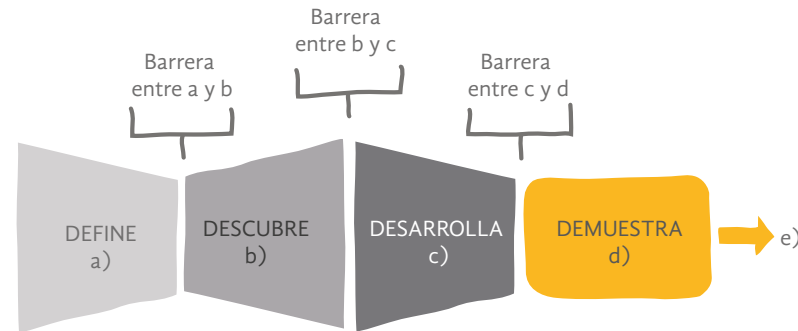 Barrera
entre b y c
Barrera
entre a y b
Barrera
entre c y d
DEFINE
a)
DESCUBRE
b)
DESARROLLA
c)
DEMUESTRA
d)
e)